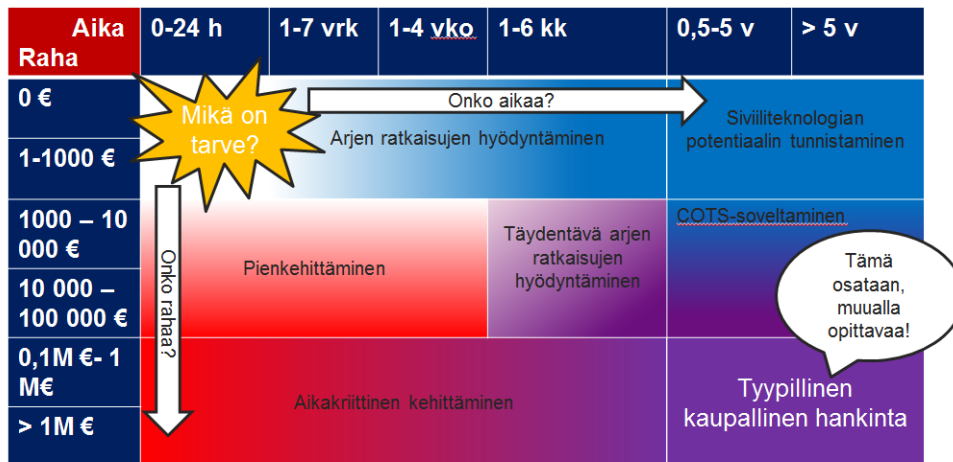 Aika
Raha
0-24 h
1-7 vrk
1-4 vko
1-6 kk
0,5-5 v
> 5 v
0 €
1-1000 €
1000 – 10
000 €
10 000 –
100 000 €
0,1M €- 1
M€
> 1M €
Mikä on
tarve?
Onko aikaa?
Onko rahaa?
Arjen ratkaisujen hyödyntäminen
Siviiliteknologian
potentiaalin tunnistaminen
Pienkehittäminen
Täydentävä arjen
ratkaisujen
hyödyntäminen
COTS-soveltaminen
Tämä
osataan,
muualla
opittavaa!
Aikakriittinen kehittäminen
Tyypillinen
kaupallinen hankinta